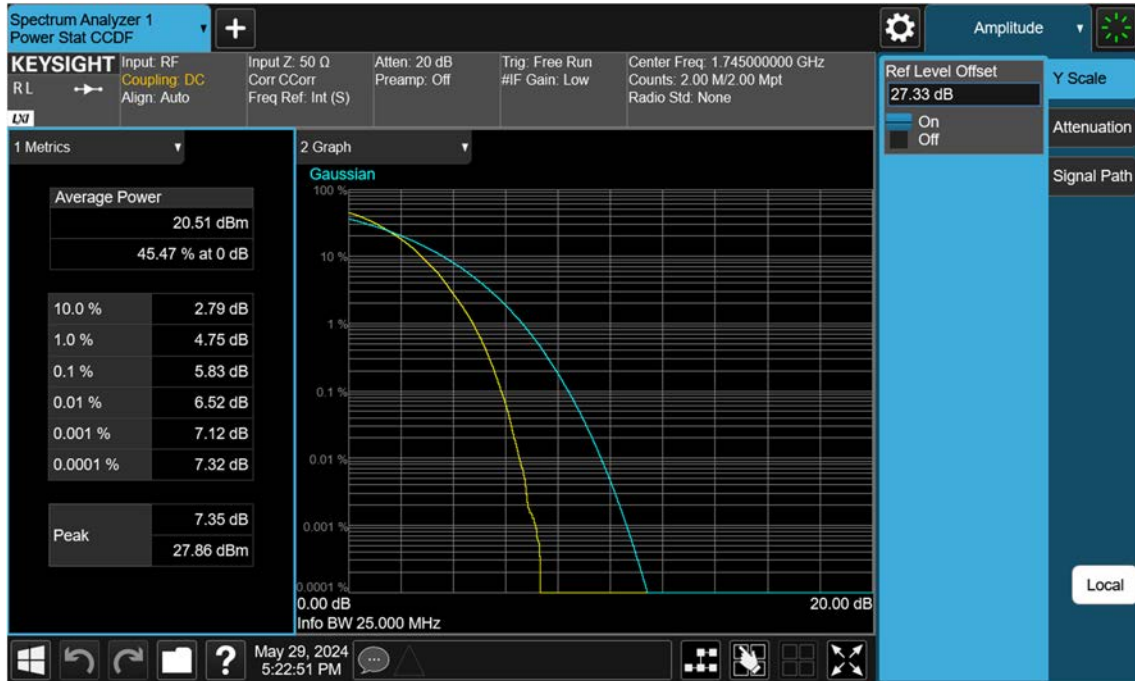 Spectrum Analyzer 1
Power Stat CCDF
+
Amplitude
KEYSIGHT
R L
LXI
Input: RF
Coupling: DC
Align: Auto
Input Z: 50 Ω
Corr CCorr
Freq Ref: Int (S)
Atten: 20 dB
Preamp: Off
Trig: Free Run
#IF Gain: Low
Center Freq: 1.745000000 GHz
Counts: 2.00 M/2.00 Mpt
Radio Std: None
Ref Level Offset
27.33 dB
On
Off
Y Scale
Attenuation
Signal Path
Local
1 Metrics
Average Power
20.51 dBm
45.47 % at 0 dB
10.0 % 2.79 dB
1.0 % 4.75 dB
0.1 % 5.83 dB
0.01 % 6.52 dB
0.001 % 7.12 dB
0.0001 % 7.32 dB
Peak
7.35 dB
27.86 dBm
2 Graph
Gaussian
100 %
10 %
1 %
0.1 %
0.01 %
0.001 %
0.0001 %
0.00 dB 20.00 dB
Info BW 25.000 MHz
?
May 29, 2024
5:22:51 PM